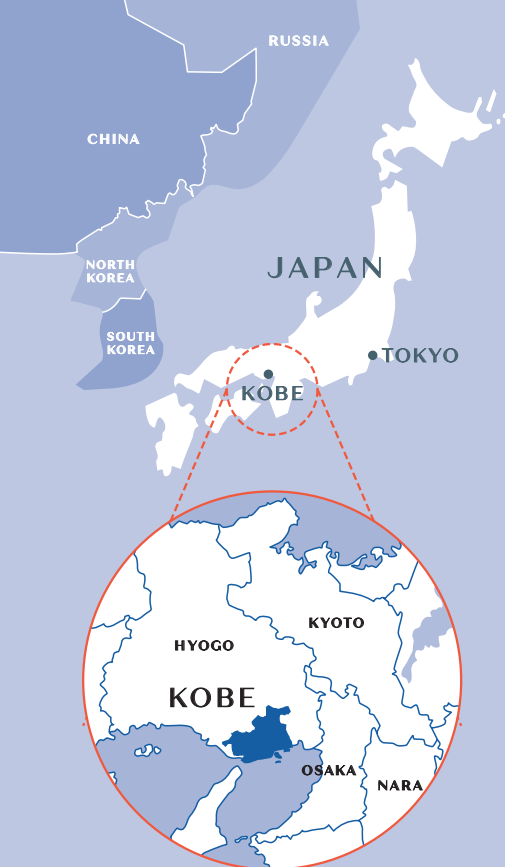 RUSSIA
CHINA
NORTH
KOREA
JAPAN
SOUTH
KOREA
TOKYO
KOBE
KYOTO
HYOGO
KOBE
OSAKA
NARA